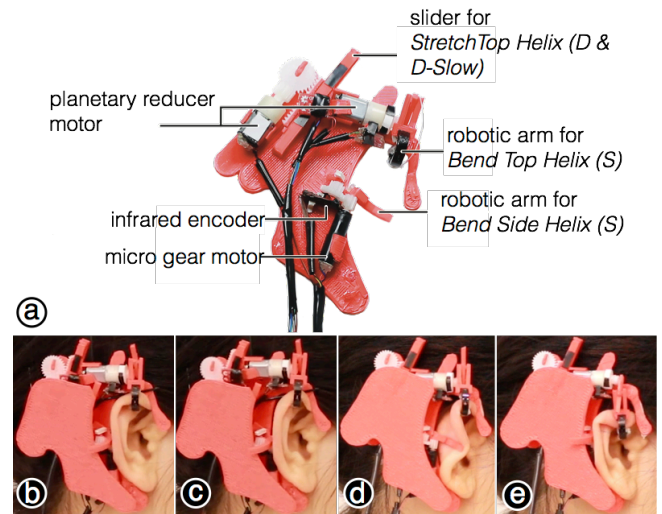 slider for
StretchTop Helix (D &
D-Slow)
planetary reducer
motor
robotic arm for
Bend Top Helix (S)
robotic arm for
Bend Side Helix (S)
infrared encoder
micro gear motor
a
b
c
d
e